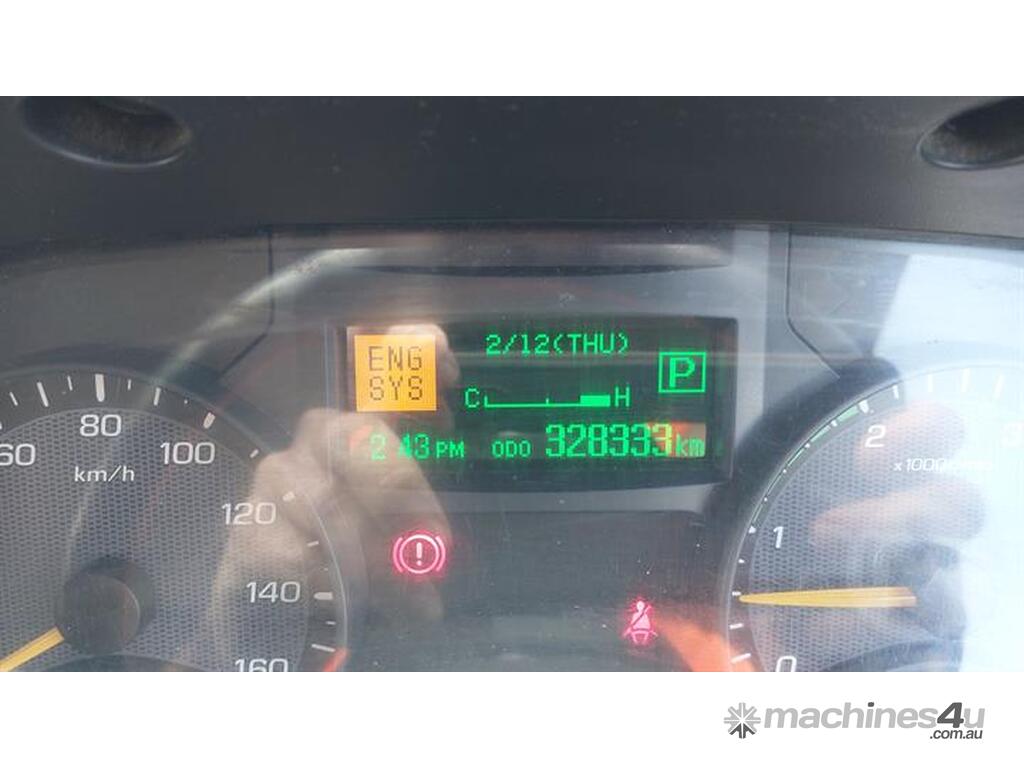 2/12(THU)
ENG
SYS
P
C H
2 43 PM ODO 328333 km
60 80 100 120 140 160
km/h
0 1 2 3
machines4u
.com.au